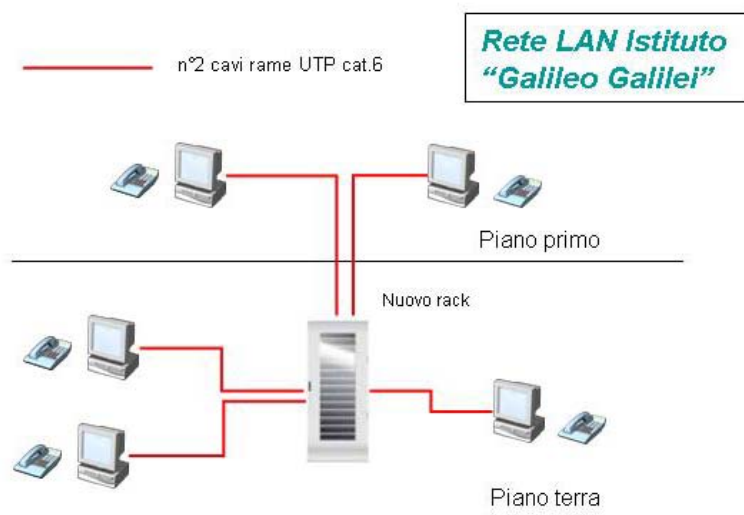 Rete LAN Istituto
“Galileo Galilei”
n°2 cavi rame UTP cat.6
Piano primo
Nuovo rack
Piano terra